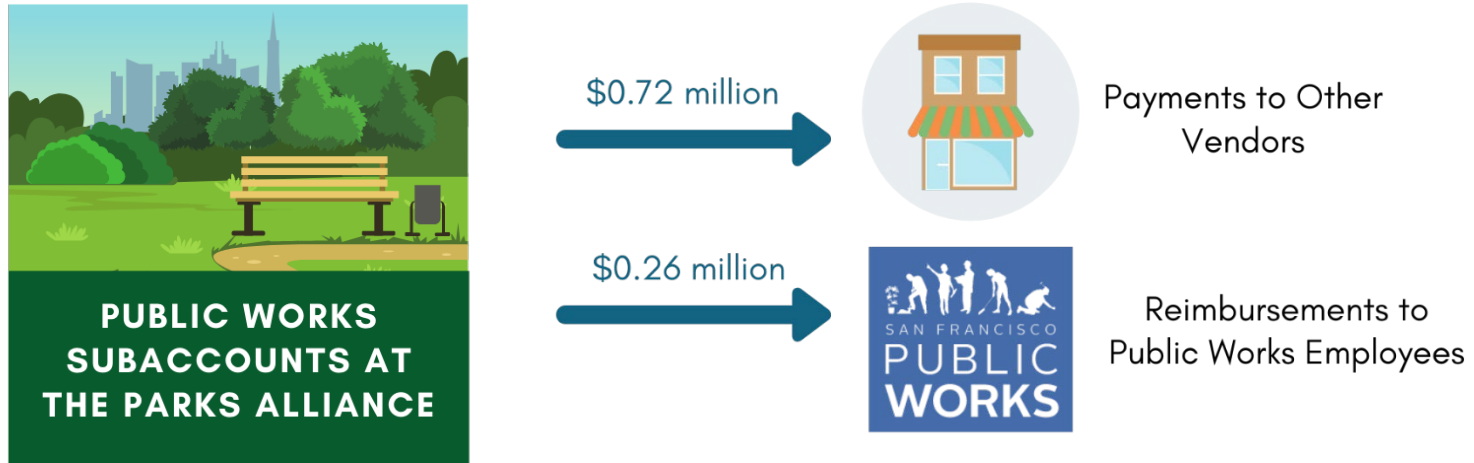 $0.72 million
Payments to Other
Vendors
PUBLIC WORKS
SUBACCOUNTS AT
THE PARKS ALLIANCE
$0.26 million
SAN FRANCISCO
PUBLIC
WORKS
Reimbursements to
Public Works Employees